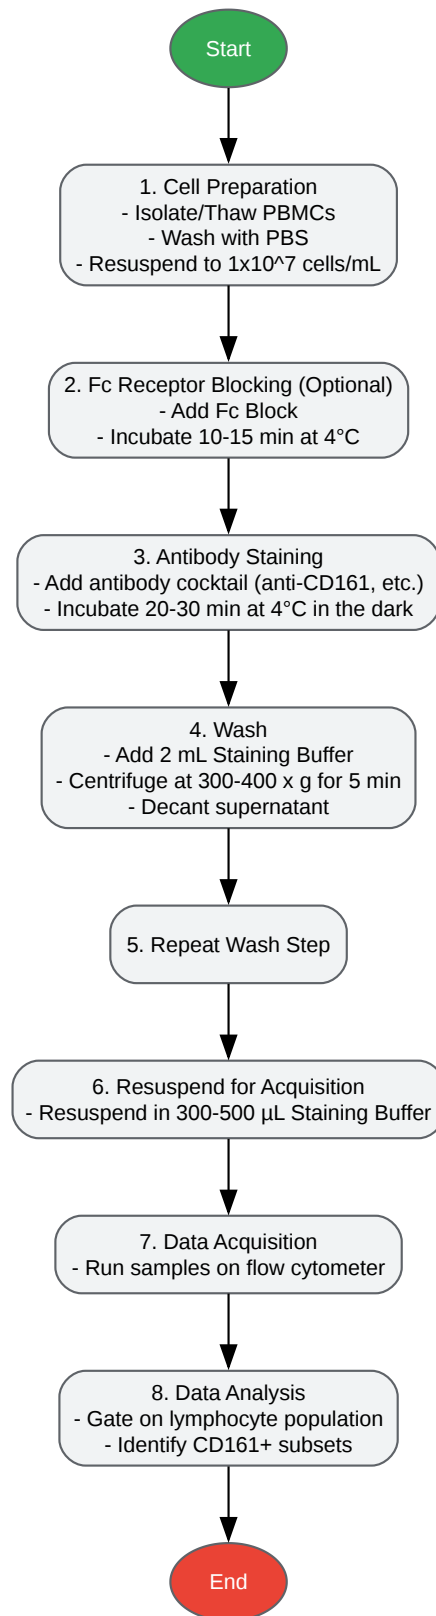 Start
1. Cell Preparation
- Isolate/Thaw PBMCs
- Wash with PBS
- Resuspend to 1x10^7 cells/mL
2. Fc Receptor Blocking (Optional)
- Add Fc Block
- Incubate 10-15 min at 4°C
3. Antibody Staining
- Add antibody cocktail (anti-CD161, etc.)
- Incubate 20-30 min at 4°C in the dark
4. Wash
- Add 2 mL Staining Buffer
- Centrifuge at 300-400 x g for 5 min
- Decant supernatant
5. Repeat Wash Step
6. Resuspend for Acquisition
- Resuspend in 300-500 µL Staining Buffer
7. Data Acquisition
- Run samples on flow cytometer
8. Data Analysis
- Gate on lymphocyte population
- Identify CD161+ subsets
End